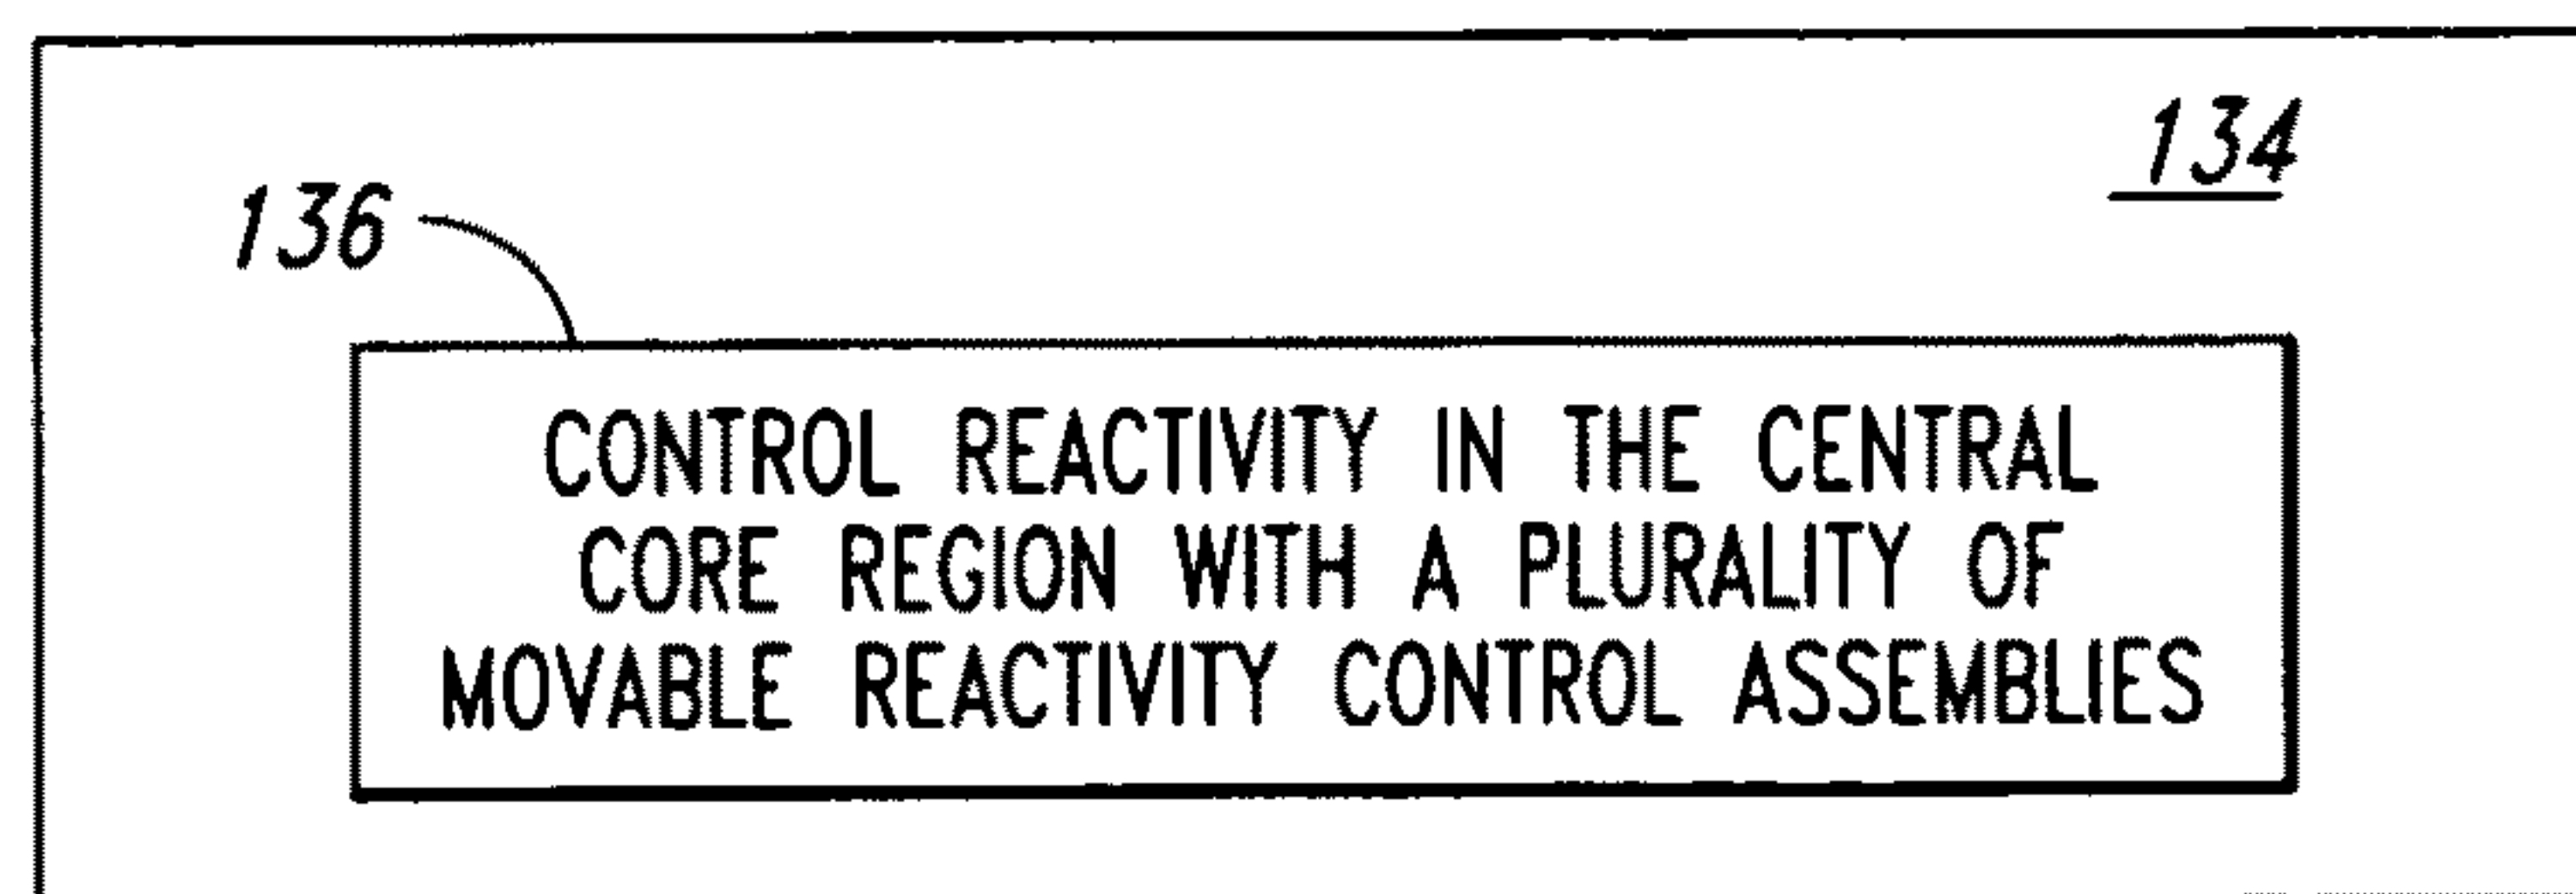 134
136
CONTROL REACTIVITY IN THE CENTRAL
CORE REGION WITH A PLURALITY OF
MOVABLE REACTIVITY CONTROL ASSEMBLIES